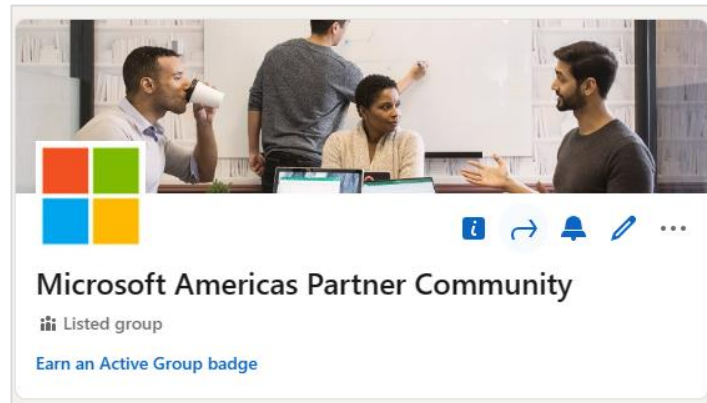 Microsoft Americas Partner Community
Listed group
Earn an Active Group badge